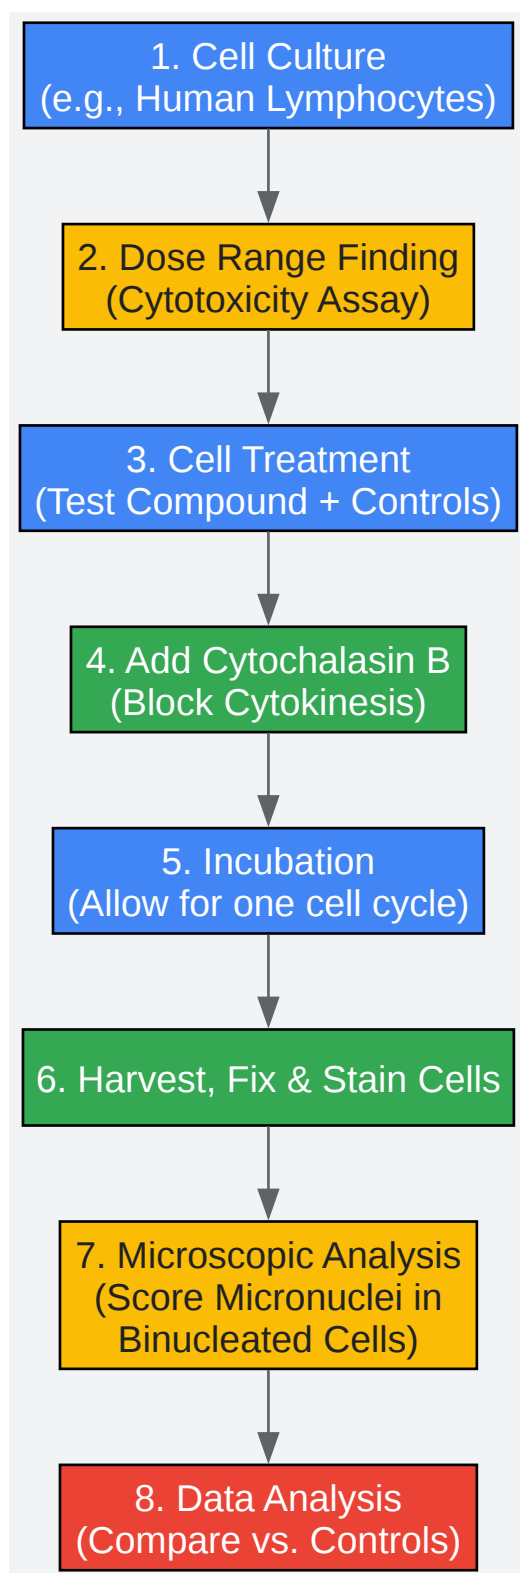 1. Cell Culture
(e.g., Human Lymphocytes)
2. Dose Range Finding
(Cytotoxicity Assay)
3. Cell Treatment
(Test Compound + Controls)
4. Add Cytochalasin B
(Block Cytokinesis)
5. Incubation
(Allow for one cell cycle)
6. Harvest, Fix & Stain Cells
7. Microscopic Analysis
(Score Micronuclei in
Binucleated Cells)
8. Data Analysis
(Compare vs. Controls)